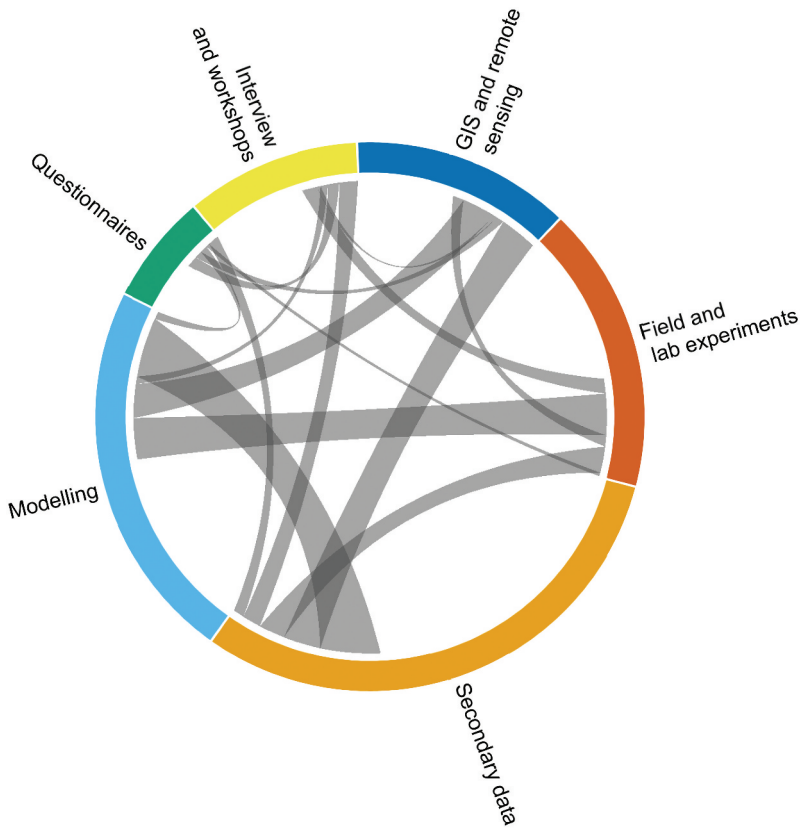 Interview
and workshops
GIS and remote
sensing
Questionnaires
Field and
lab experiments
Modelling
Secondary data